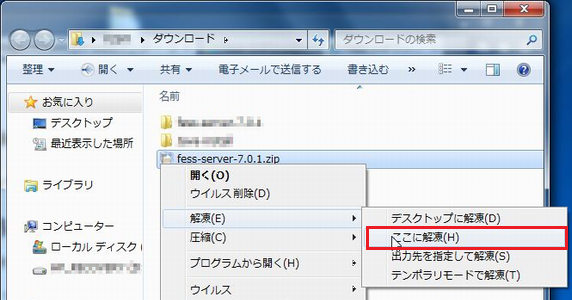 ダウンロード
ダウンロードの検索
整理
開く
共有
電子メールで送信する
書き込む
»
名前
お気に入り
デスクトップ
最近表示した場所
ライブラリ
コンピューター
ローカル ディスク (
fess-server-7.0.1.zip
開く(O)
ウイルス削除(D)
解凍(E)
圧縮(C)
プログラムから開く(H)
ウイルス
デスクトップに解凍(D)
ここに解凍(H)
出力先を指定して解凍(S)
テンポラリモードで解凍(T)